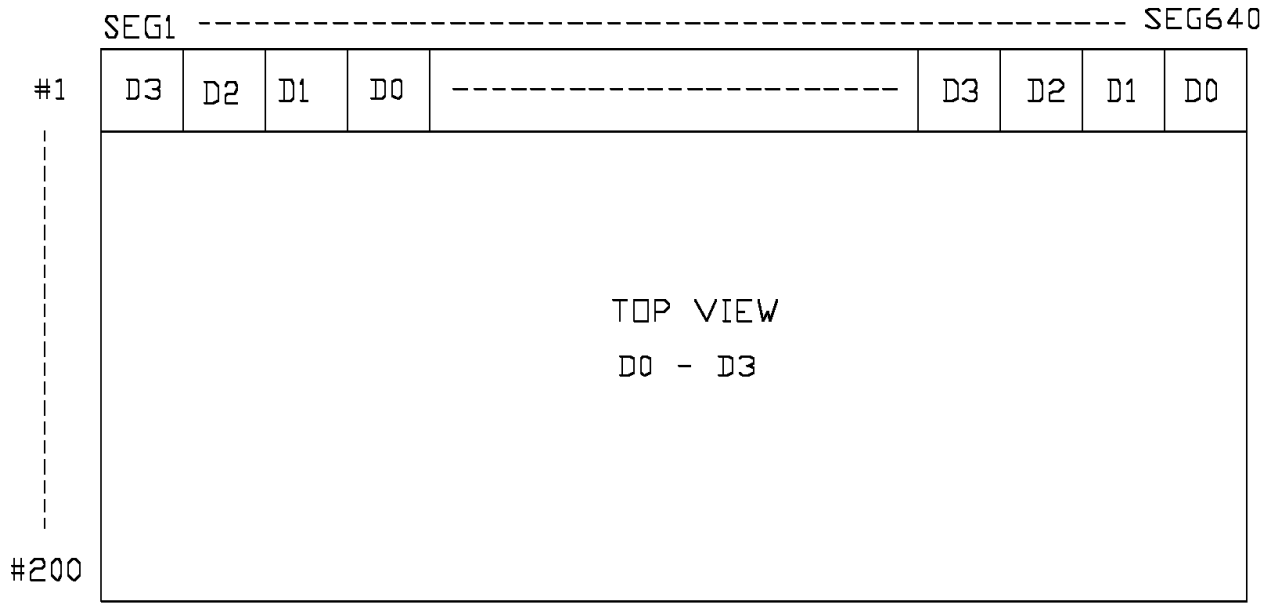 SEG1 SEG640
#1 D3 D2 D1 D0 D3 D2 D1 D0
TOP VIEW
D0 - D3
#200